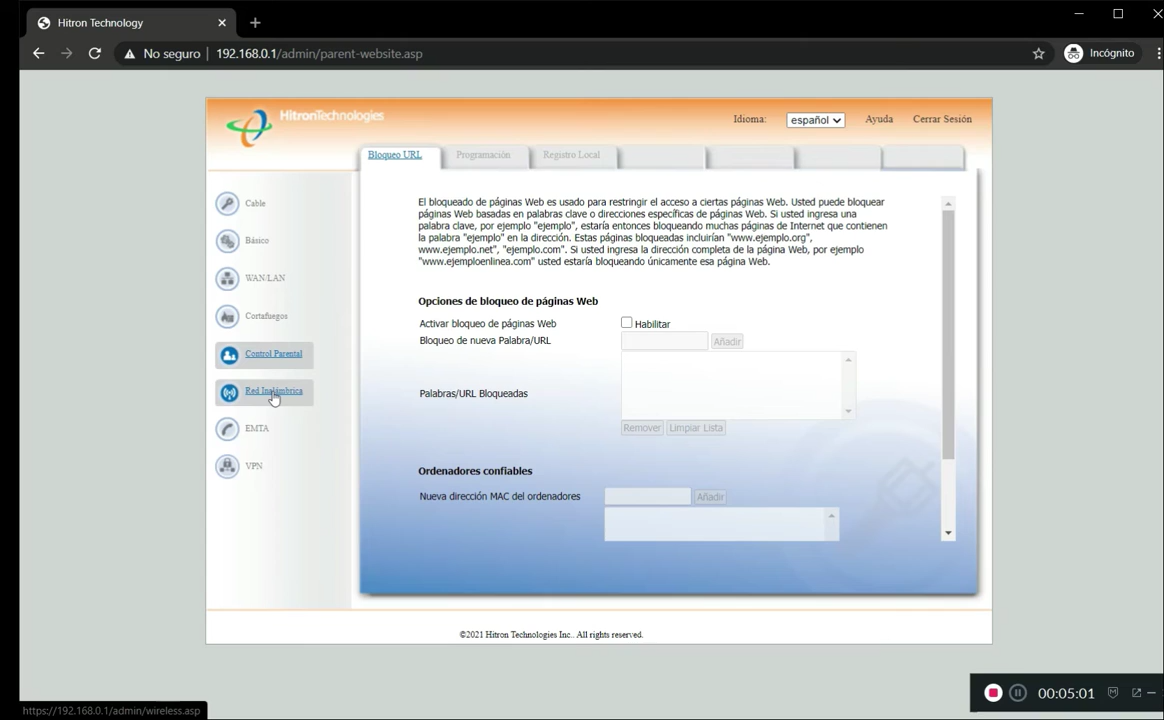 Hitron Technology
No seguro
192.168.0.1/admin/parent-website.asp
Incógnito
HitronTechnologies
Idioma:
español
Ayuda
Cerrar Sesión
Bloqueo URL
Programación
Registro Local
Cable
Básico
WAN/LAN
Cortafuegos
Control Parental
Red Inalámbrica
EMTA
VPN
El bloqueado de páginas Web es usado para restringir el acceso a ciertas páginas Web. Usted puede bloquear
páginas Web basadas en palabras clave o direcciones específicas de páginas Web. Si usted ingresa una
palabra clave, por ejemplo "ejemplo", estaría entonces bloqueando muchas páginas de Internet que contienen
la palabra "ejemplo" en la dirección. Estas páginas bloqueadas incluirían "www.ejemplo.org",
www.ejemplo.net", "ejemplo.com". Si usted ingresa la dirección completa de la página Web, por ejemplo
"www.ejemploenlinea.com" usted estaría bloqueando únicamente esa página Web.
Opciones de bloqueo de páginas Web
Activar bloqueo de páginas Web
Habilitar
Bloqueo de nueva Palabra/URL
Añadir
Palabras/URL Bloqueadas
Remover
Limpiar Lista
Ordenadores confiables
Nueva dirección MAC del ordenadores
Añadir
©2021 Hitron Technologies Inc.. All rights reserved.
00:05:01
https://192.168.0.1/admin/wireless.asp